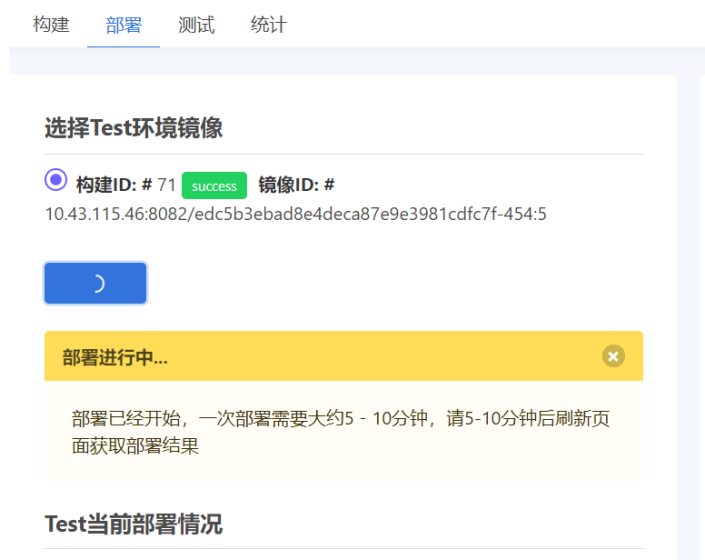 构建 部署 测试 统计
选择Test环境镜像
构建ID: # 71 success 镜像ID: #
10.43.115.46:8082/edc5b3ebad8e4deca87e9e3981cdfc7f-454:5
部署进行中...
部署已经开始，一次部署需要大约5 - 10分钟，请5-10分钟后刷新页
面获取部署结果
Test当前部署情况